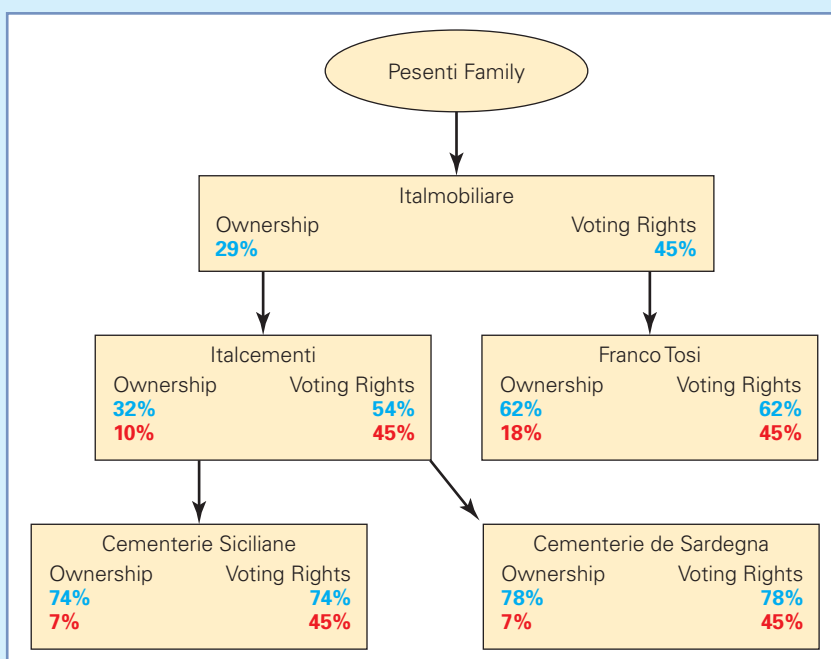 Pesenti Family
Italmobiliare
Ownership Voting Rights
29% 45%
Italcementi
Ownership Voting Rights
32% 54%
10% 45%
Franco Tosi
Ownership Voting Rights
62% 62%
18% 45%
Cementerie Siciliane
Ownership Voting Rights
74% 74%
7% 45%
Cementerie de Sardegna
Ownership Voting Rights
78% 78%
7% 45%